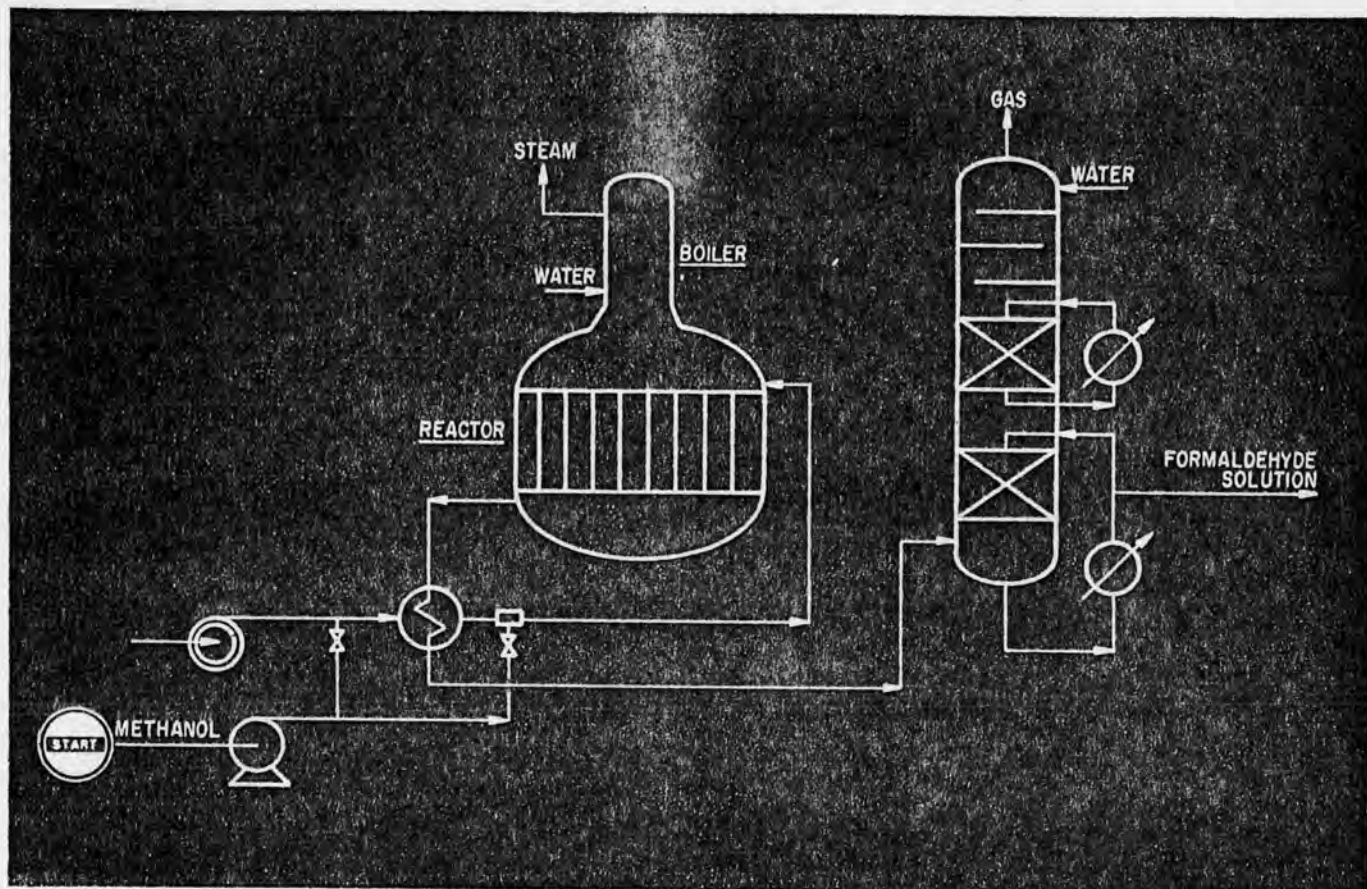 GAS
STEAM
WATER
BOILER
WATER
REACTOR
FORMALDEHYDE
SOLUTION
METHANOL
START